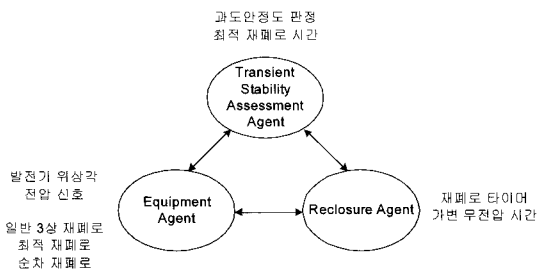 과도안정도 판정
최적 재폐로 시간
Transient
Stability
Assessment
Agent
발전기 위상각
전압 신호
일반 3상 재폐로
최적 재폐로
순차 재폐로
Equipment
Agent
Reclosure Agent
재폐로 타이머
가변 무전압 시간